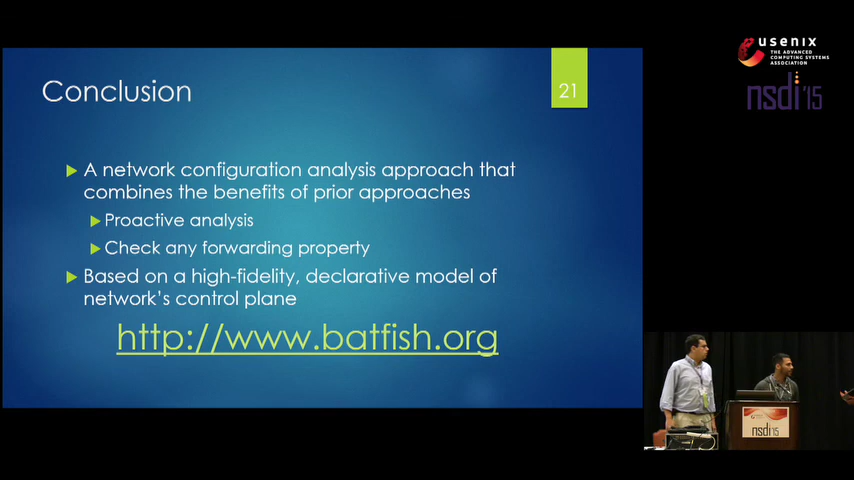 usenix
THE ADVANCED
COMPUTING SYSTEMS
ASSOCIATION
nsdi '15
Conclusion
21
A network configuration analysis approach that
combines the benefits of prior approaches
Proactive analysis
Check any forwarding property
Based on a high-fidelity, declarative model of
network's control plane
http://www.batfish.org
nsdi'15